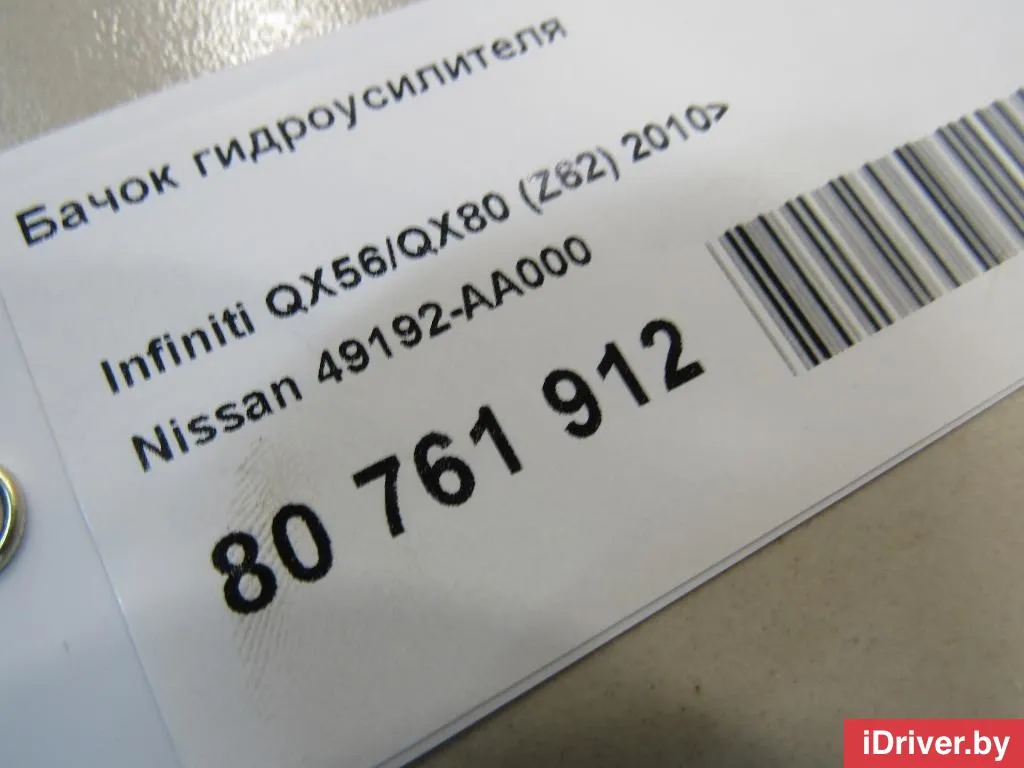 Бачок гидроусилителя
Infiniti QX56/QX80 (Z62) 2010>
Nissan 49192-AA000
80 761 912
iDriver.by